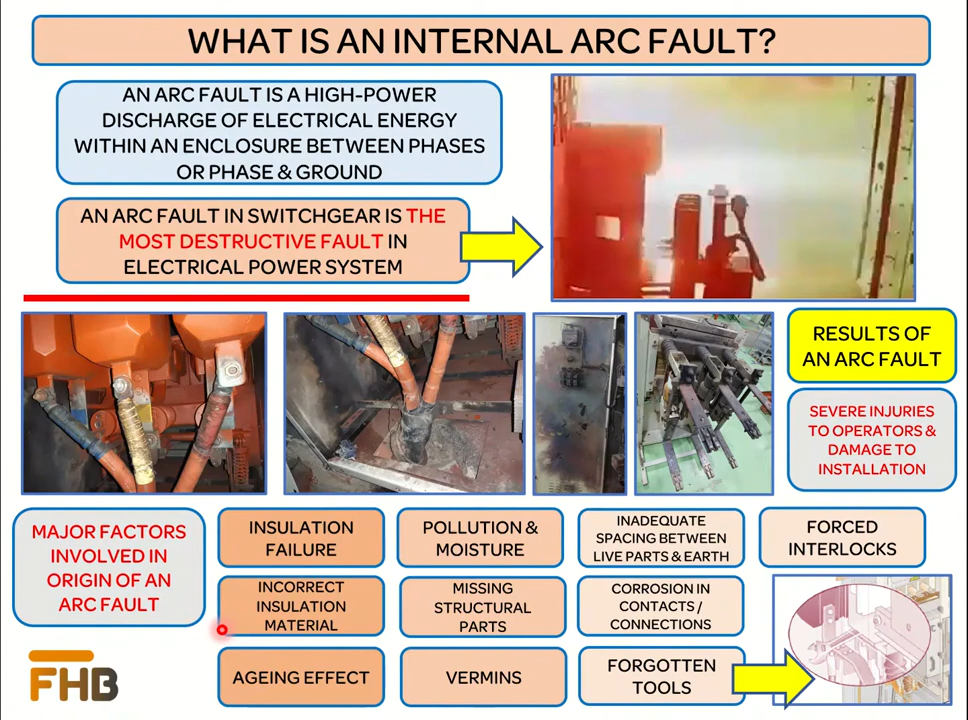 WHAT IS AN INTERNAL ARC FAULT?
AN ARC FAULT IS A HIGH-POWER
DISCHARGE OF ELECTRICAL ENERGY
WITHIN AN ENCLOSURE BETWEEN PHASES
OR PHASE & GROUND
AN ARC FAULT IN SWITCHGEAR IS THE
MOST DESTRUCTIVE FAULT IN
ELECTRICAL POWER SYSTEM
RESULTS OF
AN ARC FAULT
SEVERE INJURIES
TO OPERATORS &
DAMAGE TO
INSTALLATION
MAJOR FACTORS
INVOLVED IN
ORIGIN OF AN
ARC FAULT
INSULATION
FAILURE
POLLUTION &
MOISTURE
INADEQUATE
SPACING BETWEEN
LIVE PARTS & EARTH
FORCED
INTERLOCKS
INCORRECT
INSULATION
MATERIAL
MISSING
STRUCTURAL
PARTS
CORROSION IN
CONTACTS /
CONNECTIONS
AGEING EFFECT
VERMINS
FORGOTTEN
TOOLS
FHB